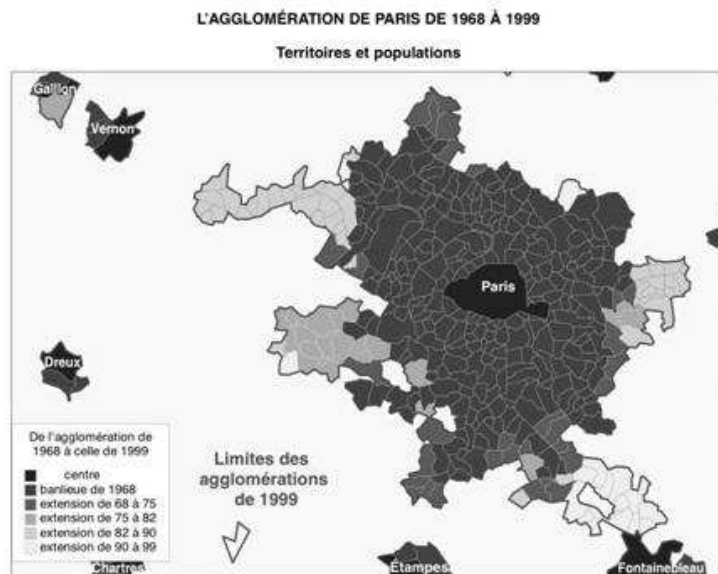 L'AGGLOMÉRATION DE PARIS DE 1968 À 1999
Territoires et populations
Gaillon
Vernon
Paris
Dreux
De l'agglomération de
1968 à celle de 1999
centre
banlieue de 1968
extension de 68 à 75
extension de 75 à 82
extension de 82 à 90
extension de 90 à 99
Limites des
agglomérations
de 1999
Chartres
Étampes
Fontainebleau